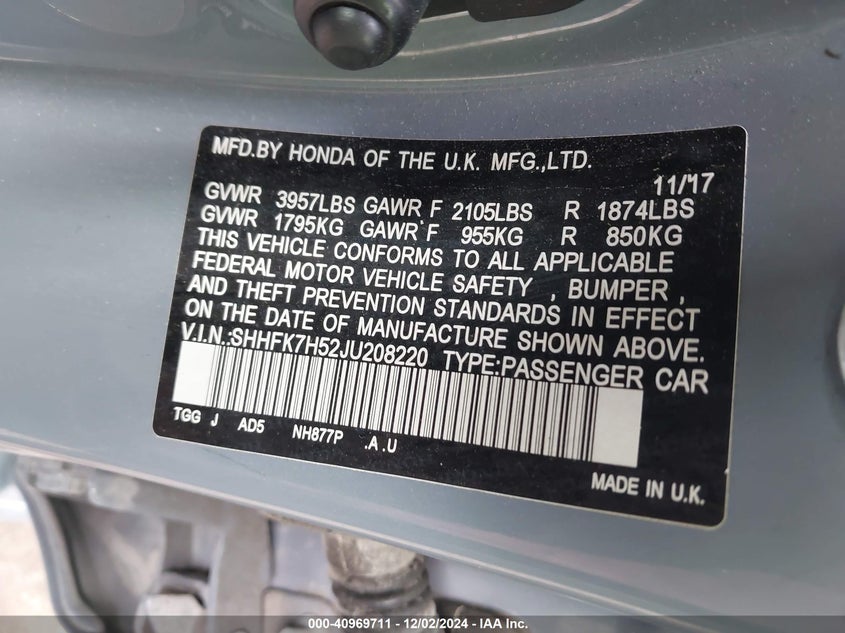 MFD.BY HONDA OF THE U.K. MFG.,LTD.
11/17
GVWR 3957LBS GAWR F 2105LBS R 1874LBS
GVWR 1795KG GAWR F 955KG R 850KG
THIS VEHICLE CONFORMS TO ALL APPLICABLE
FEDERAL MOTOR VEHICLE SAFETY , BUMPER ,
AND THEFT PREVENTION STANDARDS IN EFFECT
ON THE DATE OF MANUFACTURE SHOWN ABOVE.
V.I.N.:SHHFK7H52JU208220 TYPE:PASSENGER CAR
TGG J AD5 NH877P .A .U
MADE IN U.K.
000-40969711 - 12/02/2024 - IAA Inc.